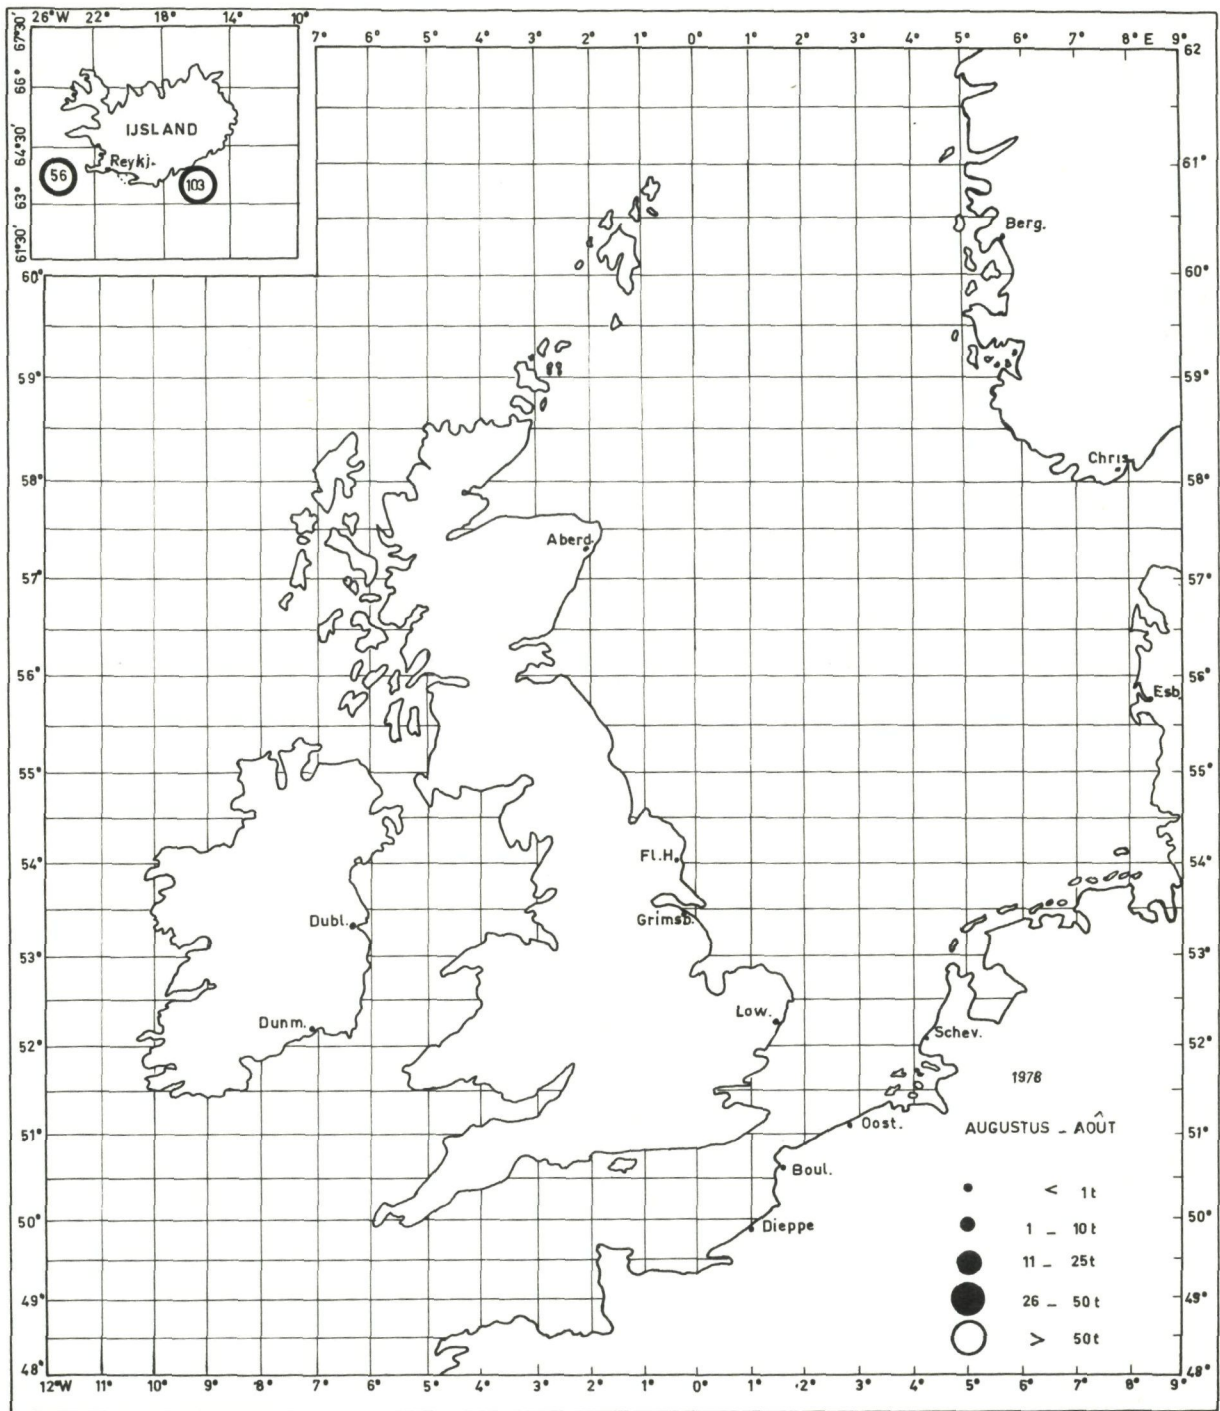 26°W 22° 18° 14° 10°
67°30'
66°
64°30'
63°
61°30'
IJSLAND
Reykj.
56
103
7° 6° 5° 4° 3° 2° 1° 0° 1° 2° 3° 4° 5° 6° 7° 8° E 9°
62
61°
Berg.
60° 60°
59° 59°
Chris
58° 58°
Aberd.
57° 57°
56° 56°
Esb.
55° 55°
Fl.H.
54° 54°
Grimsb.
Dubl.
53° 53°
Low.
Dunm.
Schev.
52° 52°
1978
Oost.
AUGUSTUS _ AOÛT
51° 51°
Boul.
< 1t
50° 50°
Dieppe
1 _ 10t
11 _ 25t
49° 49°
26 _ 50t
> 50t
48° 48°
12°W 10° 9° 8° 7° 6° 5° 4° 3° 2° 1° 0° 1° 2° 3° 4° 5° 6° 7° 8° 9°